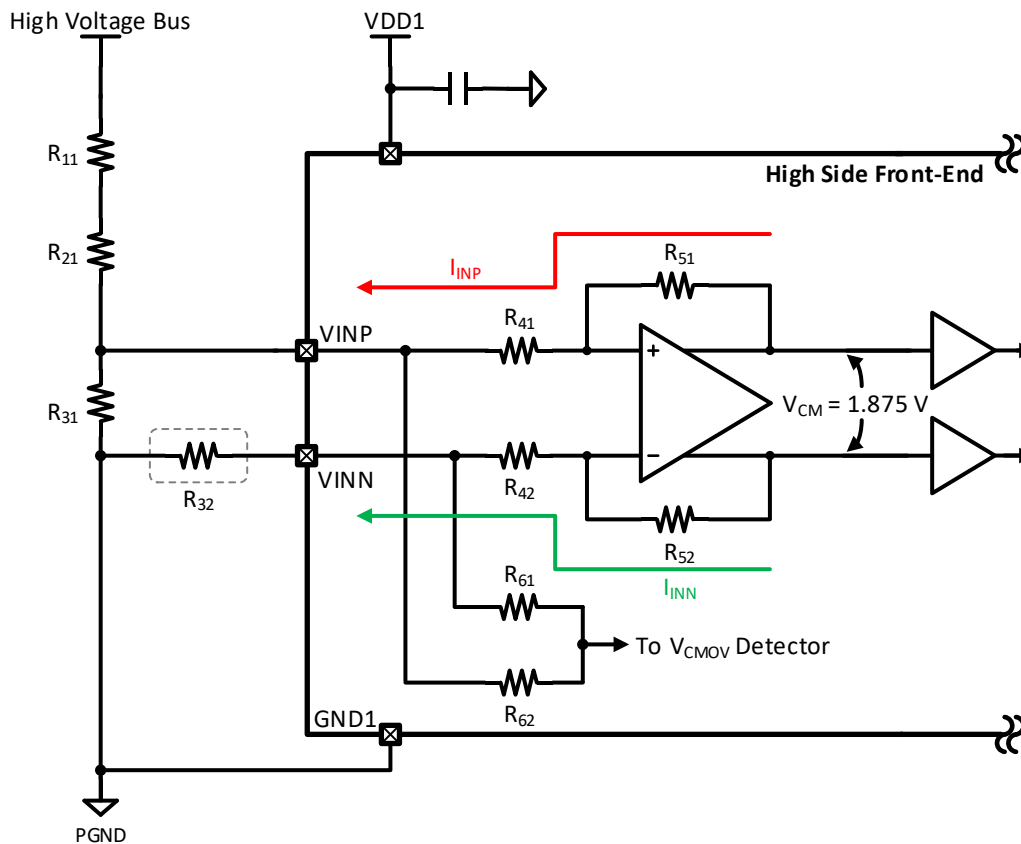 High Voltage Bus
VDD1
R11
High Side Front-End
R21
IINP
R51
R41
VINP
R31
VCM = 1.875 V
VINN
R42
R32
R52
R61
IINN
To VCMOV Detector
GND1
R62
PGND
+
−